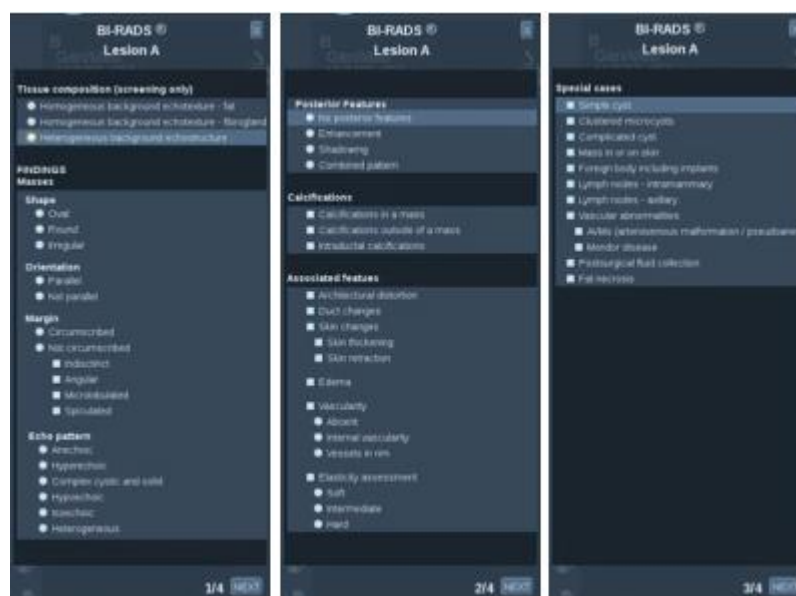 BI-RADS ®
Lesion A
Tissue composition (screening only)
Homogeneous background echotexture - fat
Homogeneous background echotexture - fibrogland
Heterogeneous background echostructure
FINDINGS
Masses
Shape
Oval
Round
Irregular
Orientation
Parallel
Not parallel
Margin
Circumscribed
Not circumscribed
Indistinct
Angular
Microlobulated
Spiculated
Echo pattern
Anechoic
Hyperechoic
Complex cystic and solid
Hypoechoic
Isoechoic
Heterogeneous
1/4 NEXT
BI-RADS ®
Lesion A
Posterior Features
No posterior features
Enhancement
Shadowing
Combined pattern
Calcifications
Calcifications in a mass
Calcifications outside of a mass
Intraductal calcifications
Associated featues
Architectural distortion
Duct changes
Skin changes
Skin thickening
Skin retraction
Edema
Vascularity
Absent
Internal vascularity
Vessels in rim
Elasticity assessment
Soft
Intermediate
Hard
2/4 NEXT
BI-RADS ®
Lesion A
Special cases
Simple cyst
Clustered microcysts
Complicated cyst
Mass in or on skin
Foreign body including implants
Lymph nodes - intramammary
Lymph nodes - axillary
Vascular abnormalities
AVMs (arteriovenous malformation / pseudoane
Mondor disease
Postsurgical fluid collection
Fat necrosis
3/4 NEXT